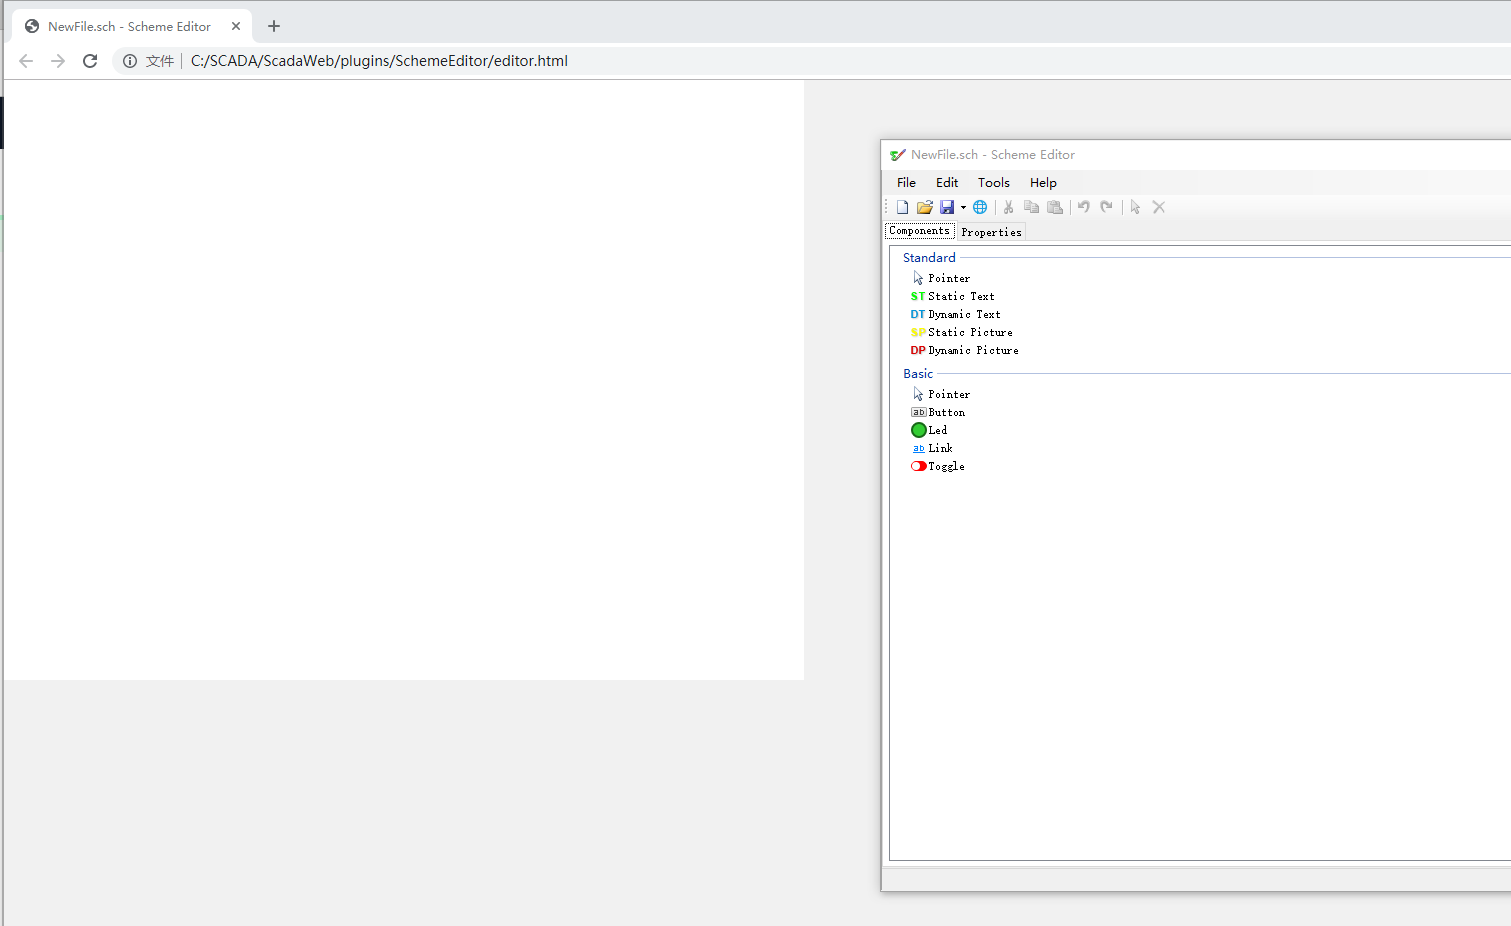 NewFile.sch - Scheme Editor
文件 C:/SCADA/ScadaWeb/plugins/SchemeEditor/editor.html
NewFile.sch - Scheme Editor
File Edit Tools Help
Components Properties
Standard
Pointer
ST Static Text
DT Dynamic Text
SP Static Picture
DP Dynamic Picture
Basic
Pointer
ab Button
Led
ab Link
Toggle